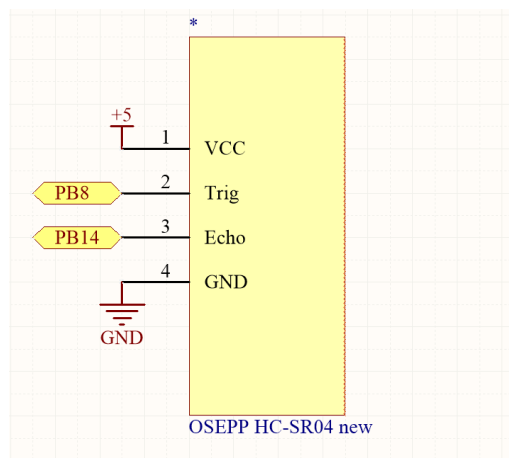 *
+5
1
VCC
PB8
2
Trig
PB14
3
Echo
4
GND
GND
OSEPP HC-SR04 new